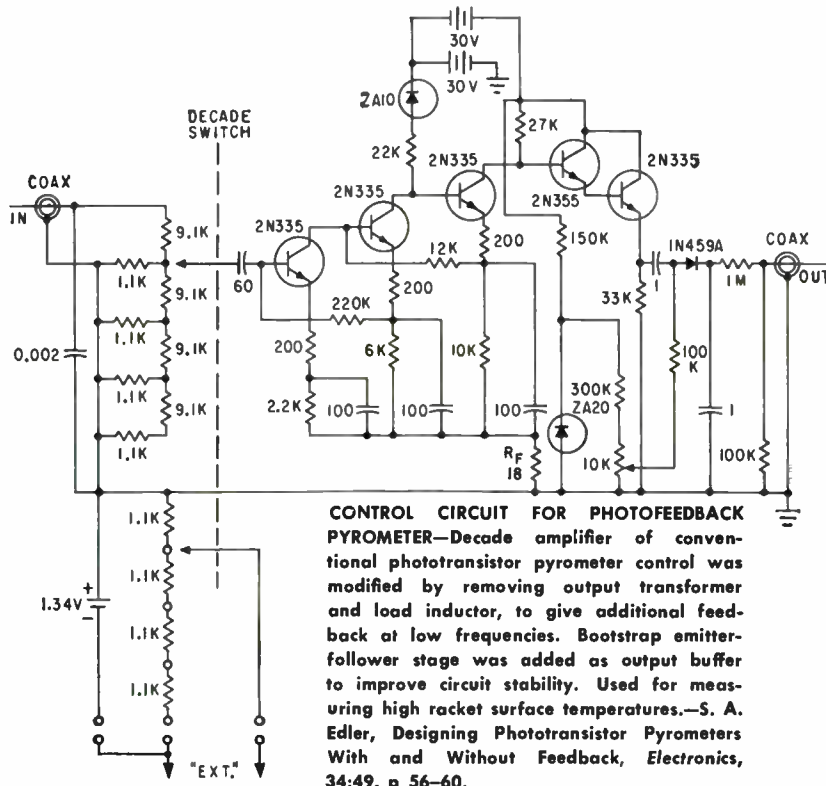 30V
30V
ZA10
DECADE
SWITCH
27K
22K
2N335
2N335
COAX
2N335
2N355
IN
2N335
9.1K
150K
1N459A
COAX
12K
200
1.1K
60
9.1K
200
33K
1
1M
OUT
220K
1.1K
0.002
9.1K
200
6K
10K
100
K
300K
1.1K
ZA20
9.1K
2.2K
100
100
100
1
1.1K
10K
100K
RF
18
1.1K
1.1K
1.34V
+
-
1.1K
1.1K
"EXT."
CONTROL CIRCUIT FOR PHOTOFEEDBACK
PYROMETER—Decade amplifier of conven-
tional phototransistor pyrometer control was
modified by removing output transformer
and load inductor, to give additional feed-
back at low frequencies. Bootstrap emitter-
follower stage was added as output buffer
to improve circuit stability. Used for meas-
uring high racket surface temperatures.—S. A.
Edler, Designing Phototransistor Pyrometers
With and Without Feedback, Electronics,
34:49, p 56–60.